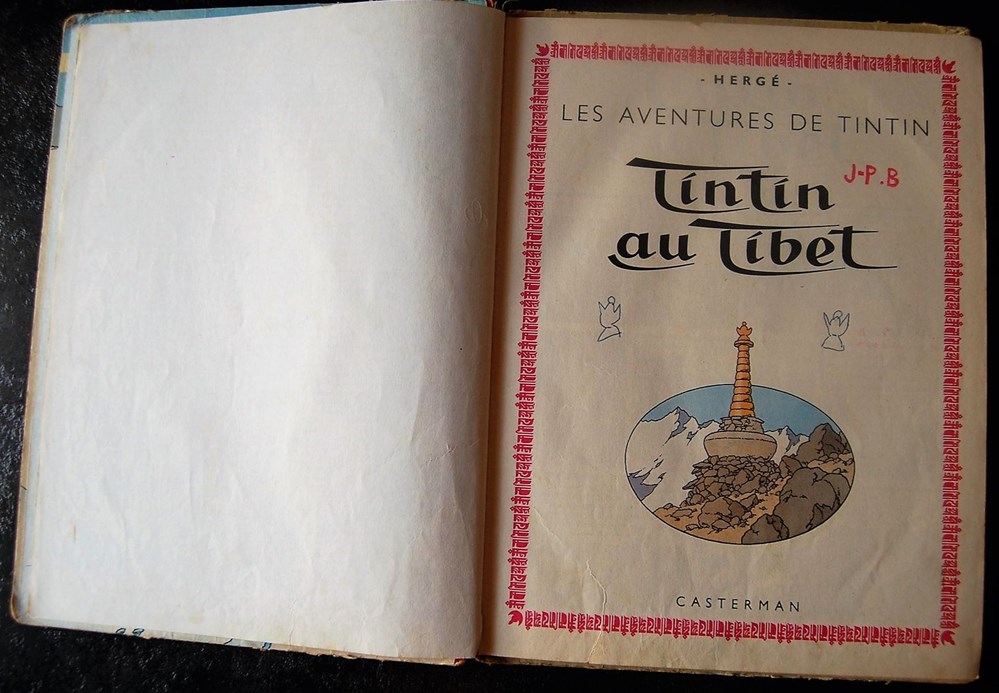 - HERGÉ -
LES AVENTURES DE TINTIN
Tintin
J-P.B
au Tibet
CASTERMAN